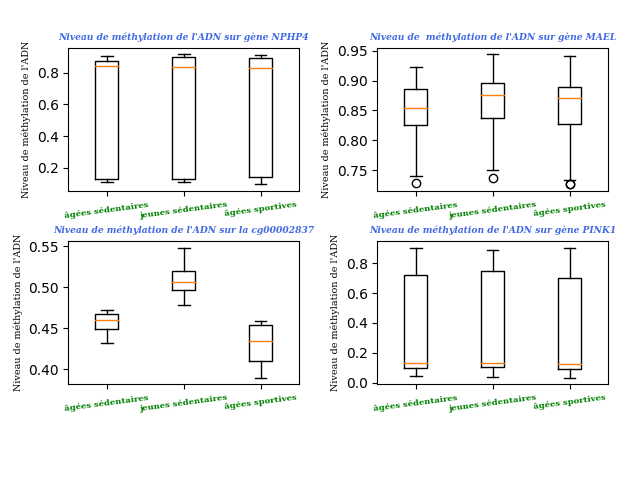 Niveau de méthylation de l'ADN sur gène NPHP4
Niveau de méthylation de l'ADN
0.8
0.6
0.4
0.2
âgées sédentaires
jeunes sédentaires
âgées sportives
Niveau de  méthylation de l'ADN sur gène MAEL
Niveau de méthylation de l'ADN
0.95
0.90
0.85
0.80
0.75
âgées sédentaires
jeunes sédentaires
âgées sportives
Niveau de méthylation de l'ADN sur la cg00002837
Niveau de méthylation de l'ADN
0.55
0.50
0.45
0.40
âgées sédentaires
jeunes sédentaires
âgées sportives
Niveau de méthylation de l'ADN sur gène PINK1
Niveau de méthylation de l'ADN
0.8
0.6
0.4
0.2
0.0
âgées sédentaires
jeunes sédentaires
âgées sportives